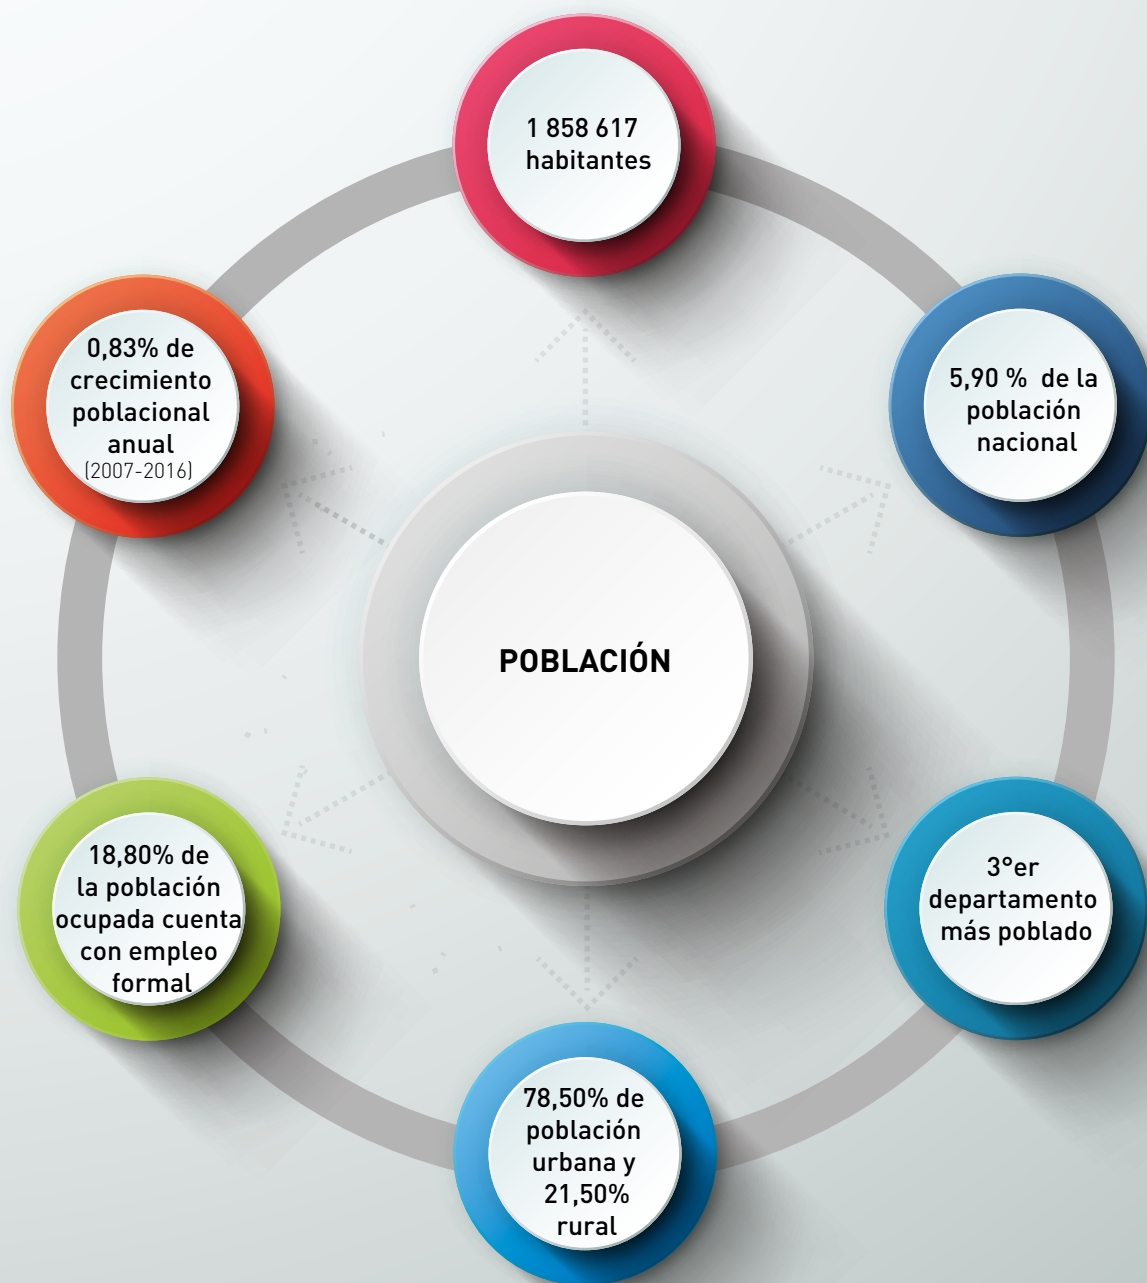 1 858 617
habitantes
0,83% de
crecimiento
poblacional
anual
(2007-2016)
5,90 % de la
población
nacional
POBLACIÓN
18,80% de
la población
ocupada cuenta
con empleo
formal
3°er
departamento
más poblado
78,50% de
población
urbana y
21,50%
rural